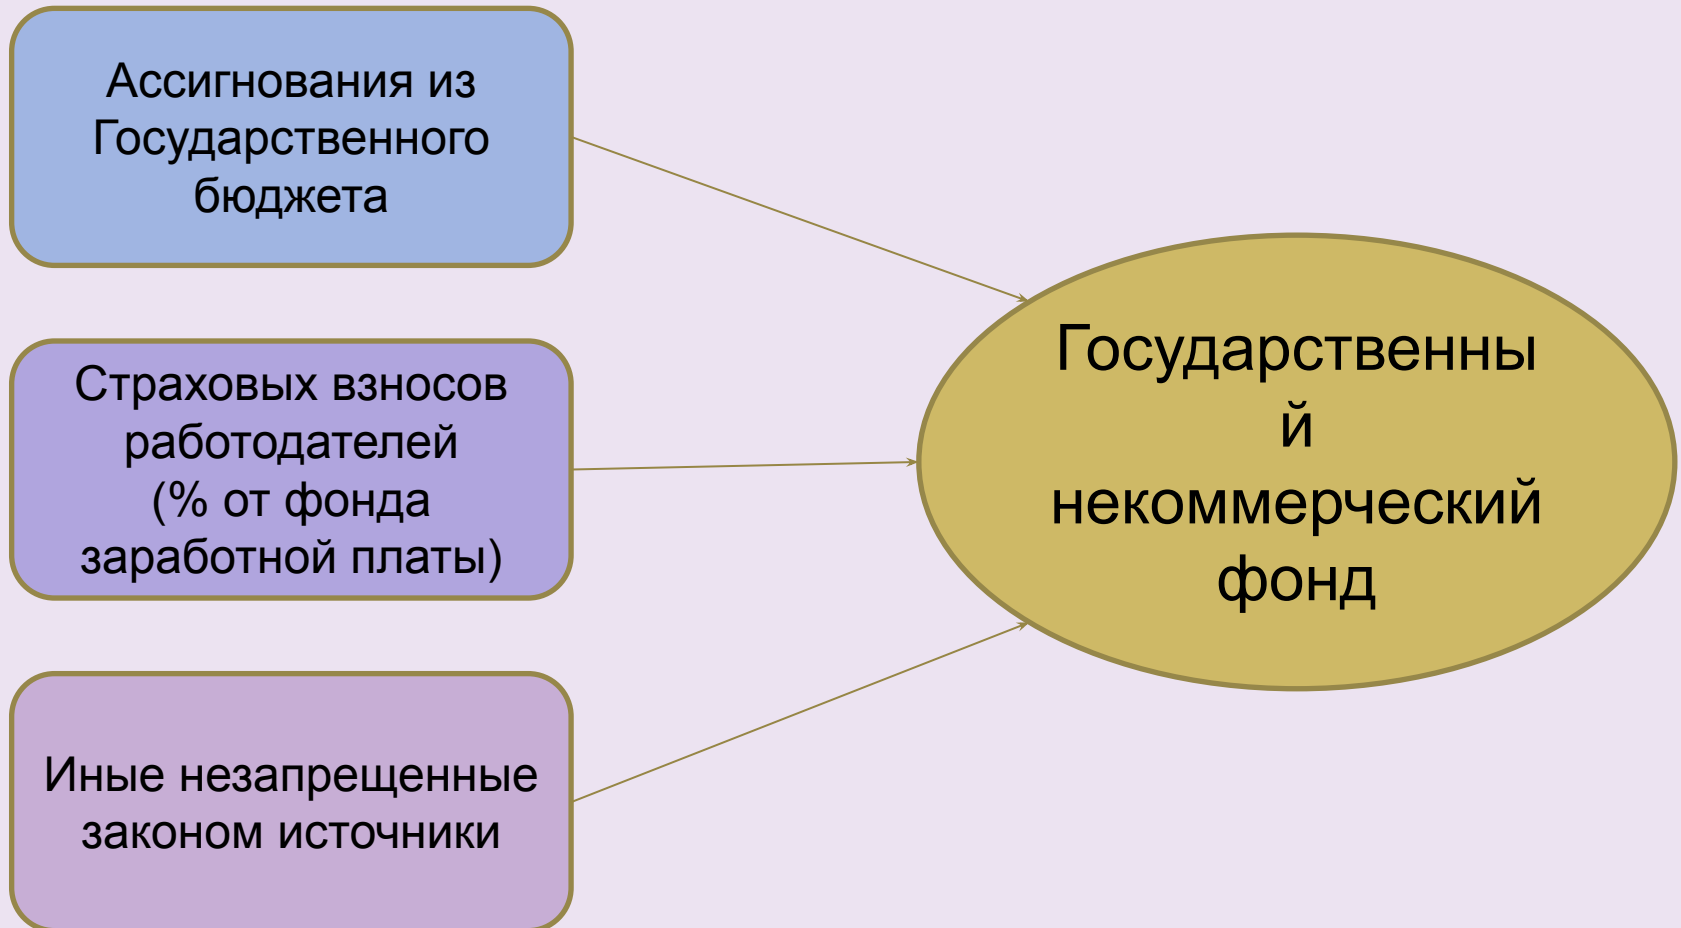 Ассигнования из
Государственного
бюджета
Страховых взносов
работодателей
(% от фонда
заработной платы)
Иные незапрещенные
законом источники
Государственны
й
некоммерческий
фонд